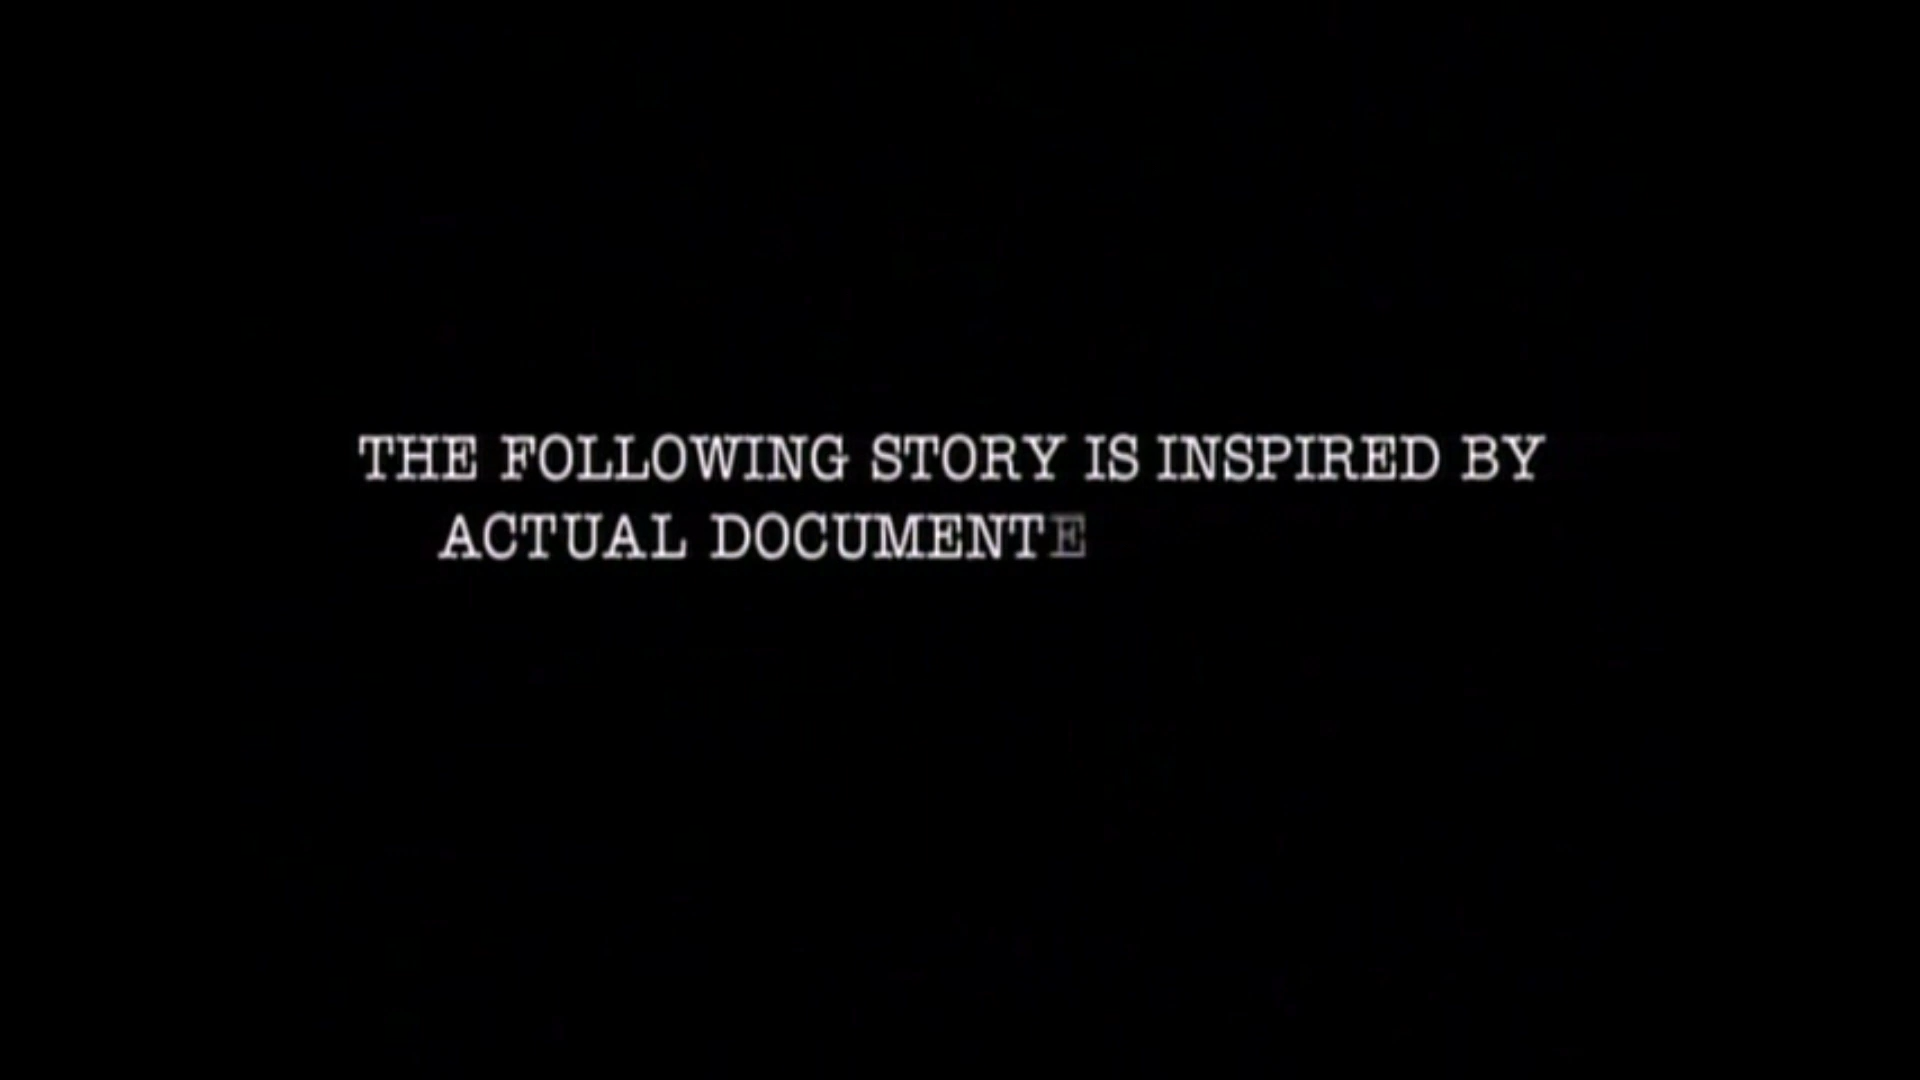 THE FOLLOWING STORY IS INSPIRED BY
ACTUAL DOCUMENTE